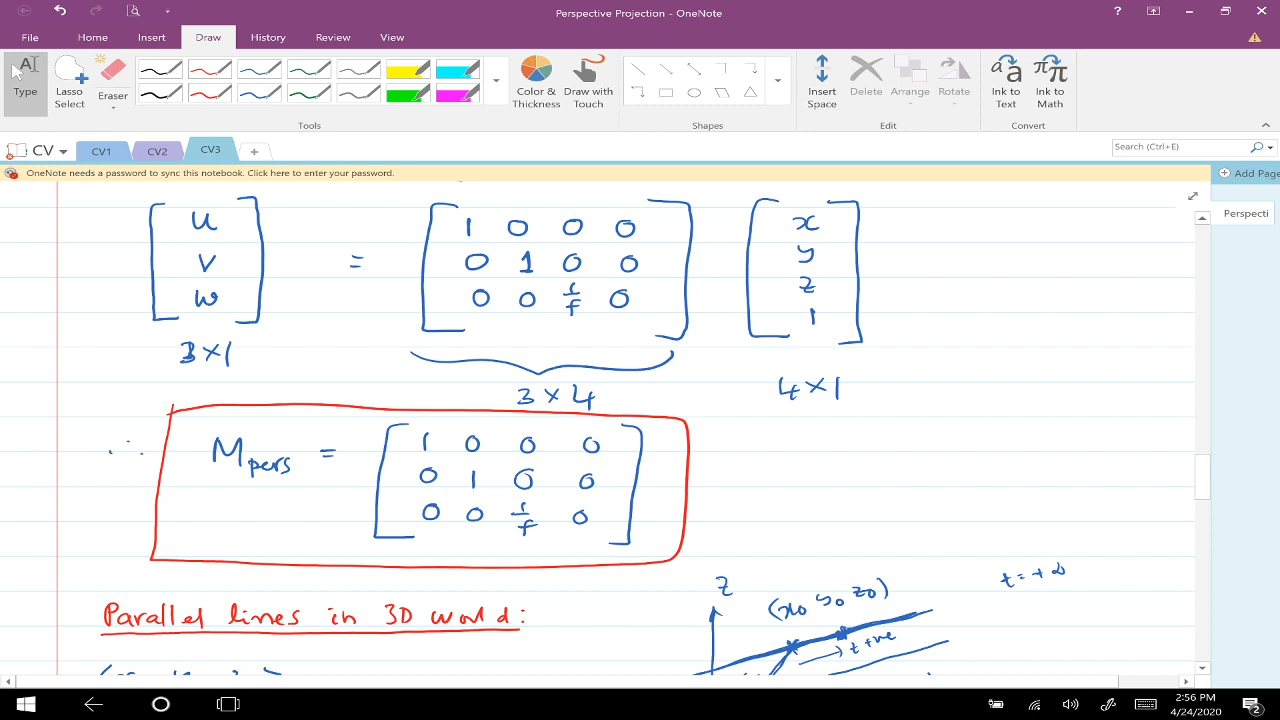 Perspective Projection - OneNote
File Home Insert Draw History Review View
Type Lasso Select Eraser Color & Thickness Draw with Touch Insert Space Delete Arrange Rotate Ink to Text Ink to Math
Tools Shapes Edit Convert
CV CV1 CV2 CV3 Search (Ctrl+E)
OneNote needs a password to sync this notebook. Click here to enter your password. Add Page
Perspecti
u 1 0 0 0 x
v = 0 1 0 0 y
w 0 0 1/f 0 z
1
3×1 3×4 4×1
1 0 0 0
∴ Mpers = 0 1 0 0
0 0 1/f 0
z (x0 y0 z0) t=+∞
Parallel lines in 3D world:
t +ve
2:56 PM
4/24/2020
2